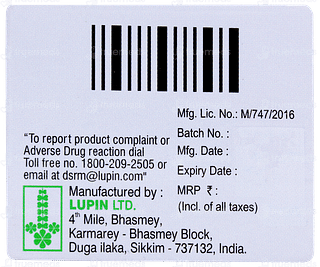 Mfg. Lic. No.: M/747/2016
"To report product complaint or
Adverse Drug reaction dial
Toll free no. 1800-209-2505 or
email at dsrm@lupin.com"
Batch No. :
Mfg. Date :
Expiry Date :
MRP ₹ :
(Incl. of all taxes)
Manufactured by :
LUPIN LTD.
4th Mile, Bhasmey,
Karmarey - Bhasmey Block,
Duga ilaka, Sikkim - 737132, India.